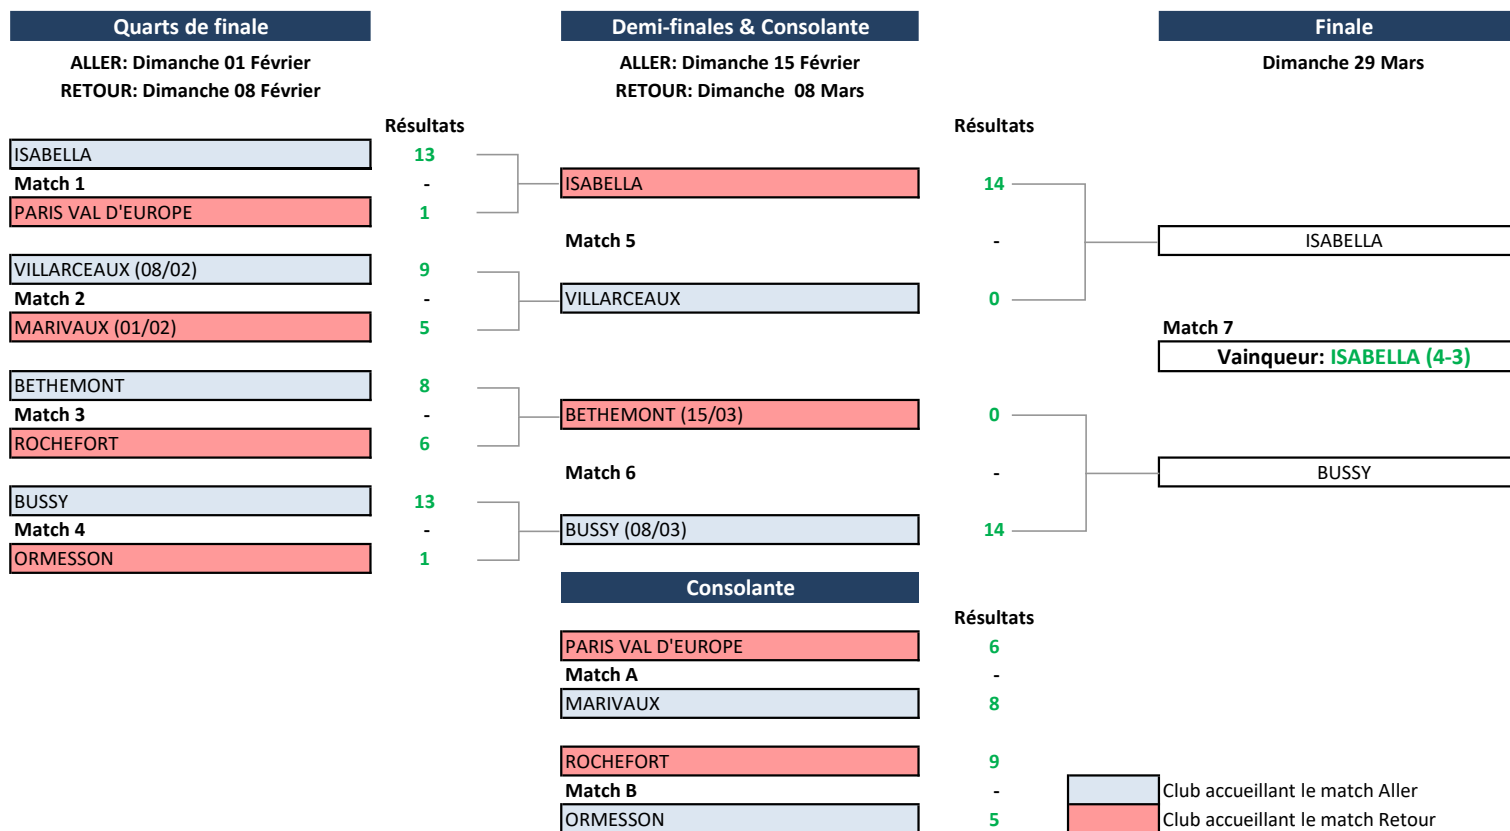 Quarts de finale
ALLER: Dimanche 01 Février
RETOUR: Dimanche 08 Février
Résultats
ISABELLA 13
Match 1 -
PARIS VAL D'EUROPE 1
VILLARCEAUX (08/02) 9
Match 2 -
MARIVAUX (01/02) 5
BETHEMONT 8
Match 3 -
ROCHEFORT 6
BUSSY 13
Match 4 -
ORMESSON 1
Demi-finales & Consolante
ALLER: Dimanche 15 Février
RETOUR: Dimanche 08 Mars
Résultats
ISABELLA 14
Match 5 -
VILLARCEAUX 0
BETHEMONT (15/03) 0
Match 6 -
BUSSY (08/03) 14
Consolante
Résultats
PARIS VAL D'EUROPE 6
Match A -
MARIVAUX 8
ROCHEFORT 9
Match B -
ORMESSON 5
Finale
Dimanche 29 Mars
ISABELLA
Match 7
Vainqueur: ISABELLA (4-3)
BUSSY
Club accueillant le match Aller
Club accueillant le match Retour